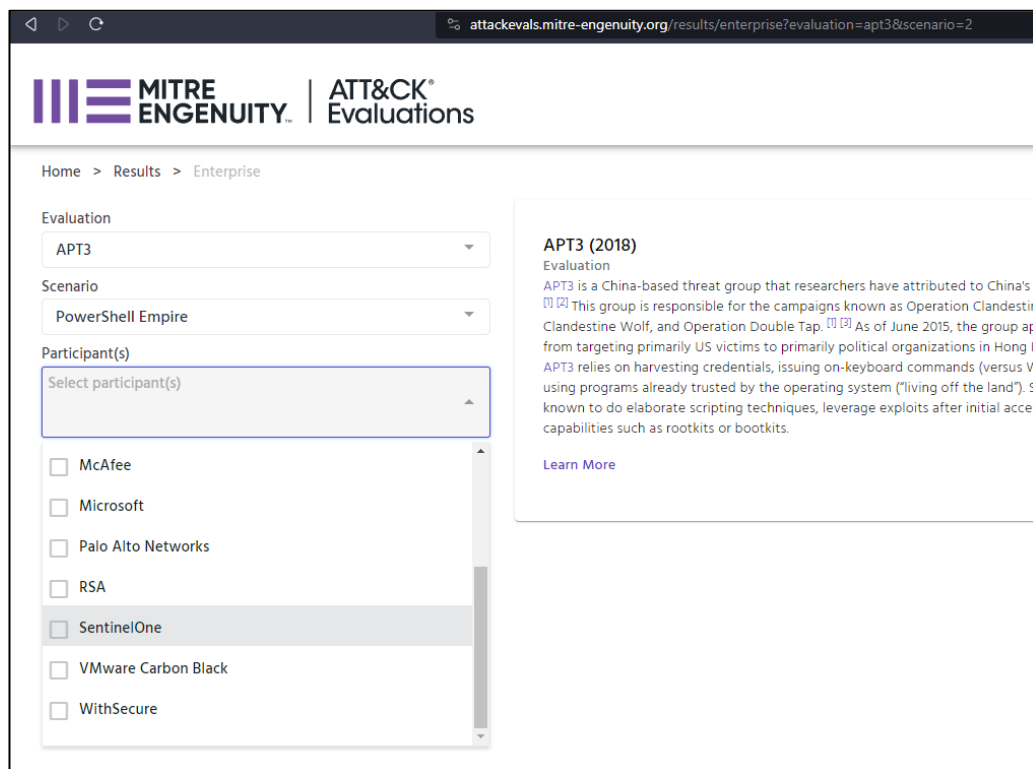 attackevals.mitre-engenuity.org/results/enterprise?evaluation=apt3&scenario=2
MITRE ENGENUITY™ | ATT&CK® Evaluations
Home > Results > Enterprise
Evaluation
APT3
Scenario
PowerShell Empire
Participant(s)
Select participant(s)
McAfee
Microsoft
Palo Alto Networks
RSA
SentinelOne
VMware Carbon Black
WithSecure
APT3 (2018)
Evaluation
APT3 is a China-based threat group that researchers have attributed to China's
[1] [2] This group is responsible for the campaigns known as Operation Clandestin
Clandestine Wolf, and Operation Double Tap. [1] [3] As of June 2015, the group ap
from targeting primarily US victims to primarily political organizations in Hong
APT3 relies on harvesting credentials, issuing on-keyboard commands (versus W
using programs already trusted by the operating system ("living off the land"). S
known to do elaborate scripting techniques, leverage exploits after initial acce
capabilities such as rootkits or bootkits.
Learn More